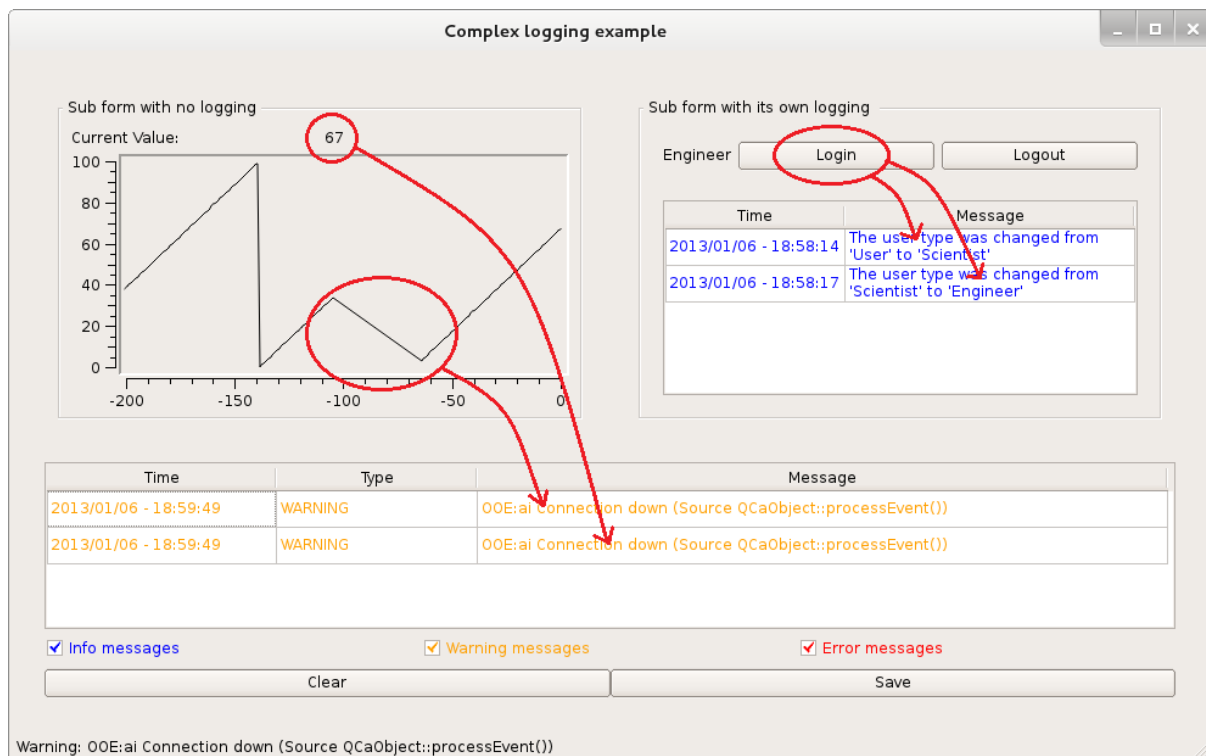 Complex logging example
Sub form with no logging
Current Value: 67
100
80
60
40
20
0
-200 -150 -100 -50 0
Sub form with its own logging
Engineer Login Logout
Time Message
2013/01/06 - 18:58:14 The user type was changed from
'User' to 'Scientist'
2013/01/06 - 18:58:17 The user type was changed from
'Scientist' to 'Engineer'
Time Type Message
2013/01/06 - 18:59:49 WARNING OOE:ai Connection down (Source QCaObject::processEvent())
2013/01/06 - 18:59:49 WARNING OOE:ai Connection down (Source QCaObject::processEvent())
Info messages Warning messages Error messages
Clear Save
Warning: OOE:ai Connection down (Source QCaObject::processEvent())